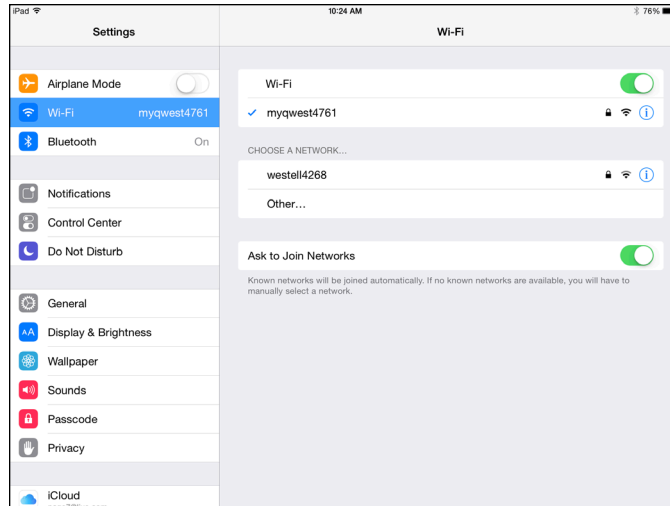 iPad 10:24 AM 76%
Settings
Wi-Fi
Airplane Mode
Wi-Fi myqwest4761
Bluetooth On
Notifications
Control Center
Do Not Disturb
General
AA Display & Brightness
Wallpaper
Sounds
Passcode
Privacy
iCloud
Wi-Fi
myqwest4761
CHOOSE A NETWORK...
westell4268
Other...
Ask to Join Networks
Known networks will be joined automatically. If no known networks are available, you will have to
manually select a network.